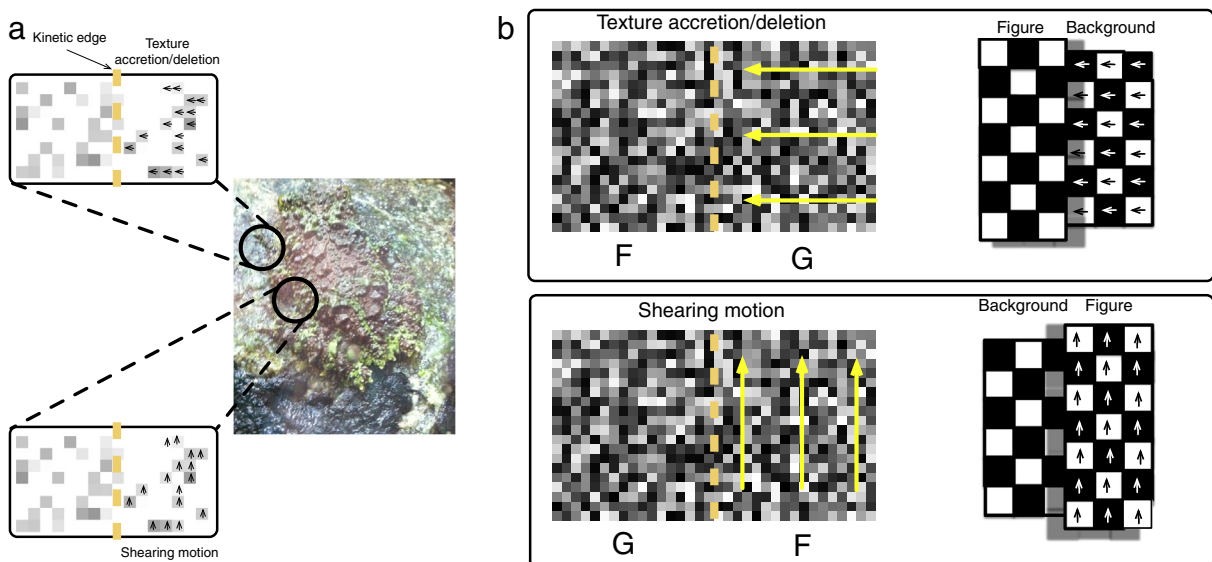 a
Kinetic edge
Texture
accretion/deletion
Shearing motion
b
Texture accretion/deletion
Figure
Background
F
G
Shearing motion
Background
Figure
G
F